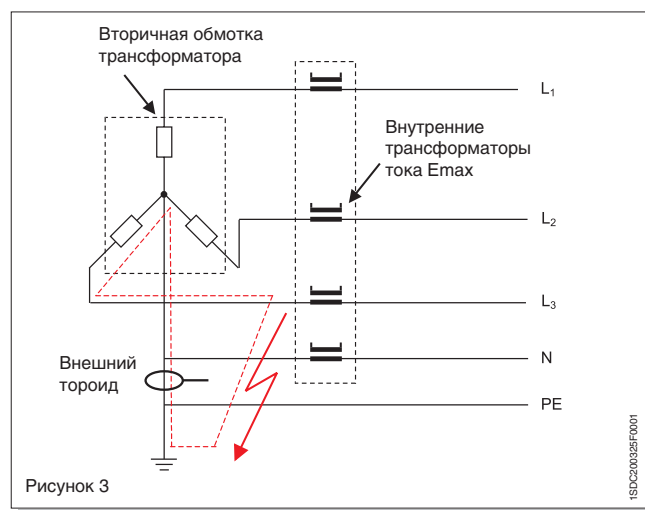 Вторичная обмотка
трансформатора
L₁
Внутренние
трансформаторы
тока Emax
L₂
L₃
Внешний
тороид
N
PE
Рисунок 3
1SDC200325F0001